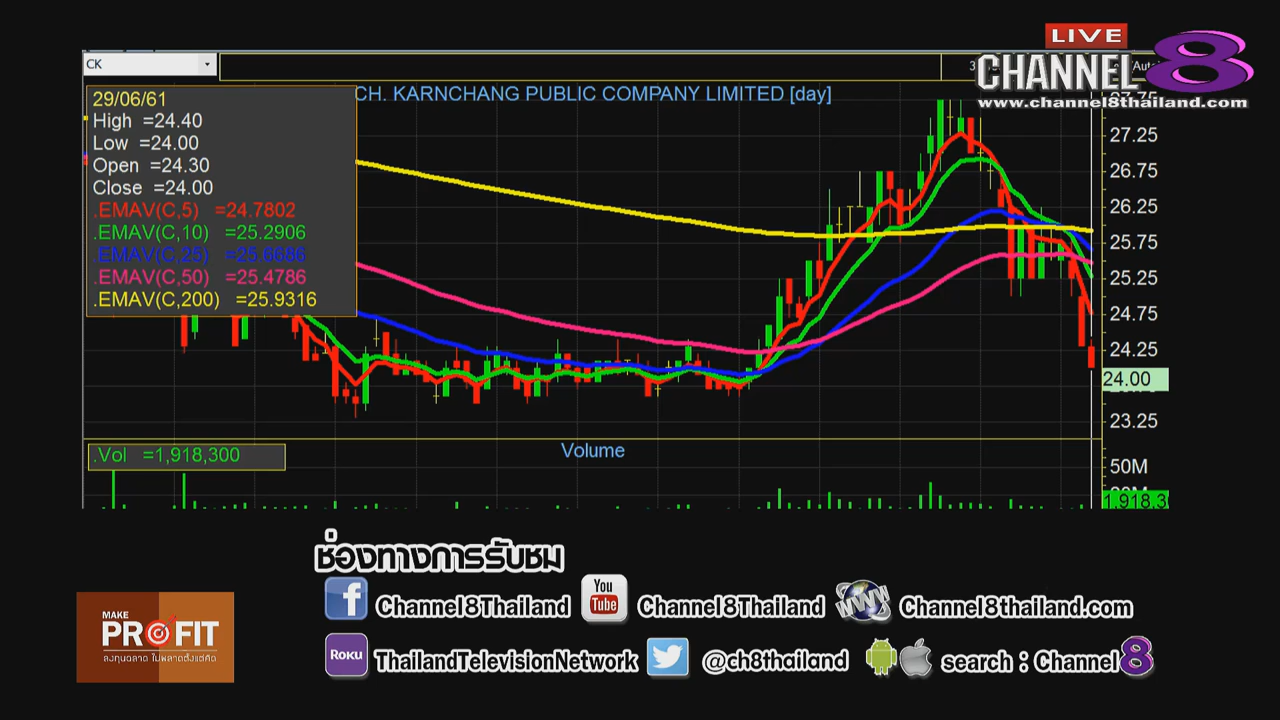 LIVE
CHANNEL 8
www.channel8thailand.com
CK
CH. KARNCHANG PUBLIC COMPANY LIMITED [day]
29/06/61
High =24.40
Low =24.00
Open =24.30
Close =24.00
.EMAV(C,5) =24.7802
.EMAV(C,10) =25.2906
.EMAV(C,25) =25.6686
.EMAV(C,50) =25.4786
.EMAV(C,200) =25.9316
27.75
27.25
26.75
26.25
25.75
25.25
24.75
24.25
24.00
23.25
.Vol =1,918,300
Volume
50M
1,918.3
ช่องทางการรับชม
Channel8Thailand
You Tube
Channel8Thailand
WWW
Channel8thailand.com
Roku
ThailandTelevisionNetwork
@ch8thailand
search : Channel 8
MAKE
PROFIT
ลงทุนฉลาด ไม่พลาดตั้งแต่คิด